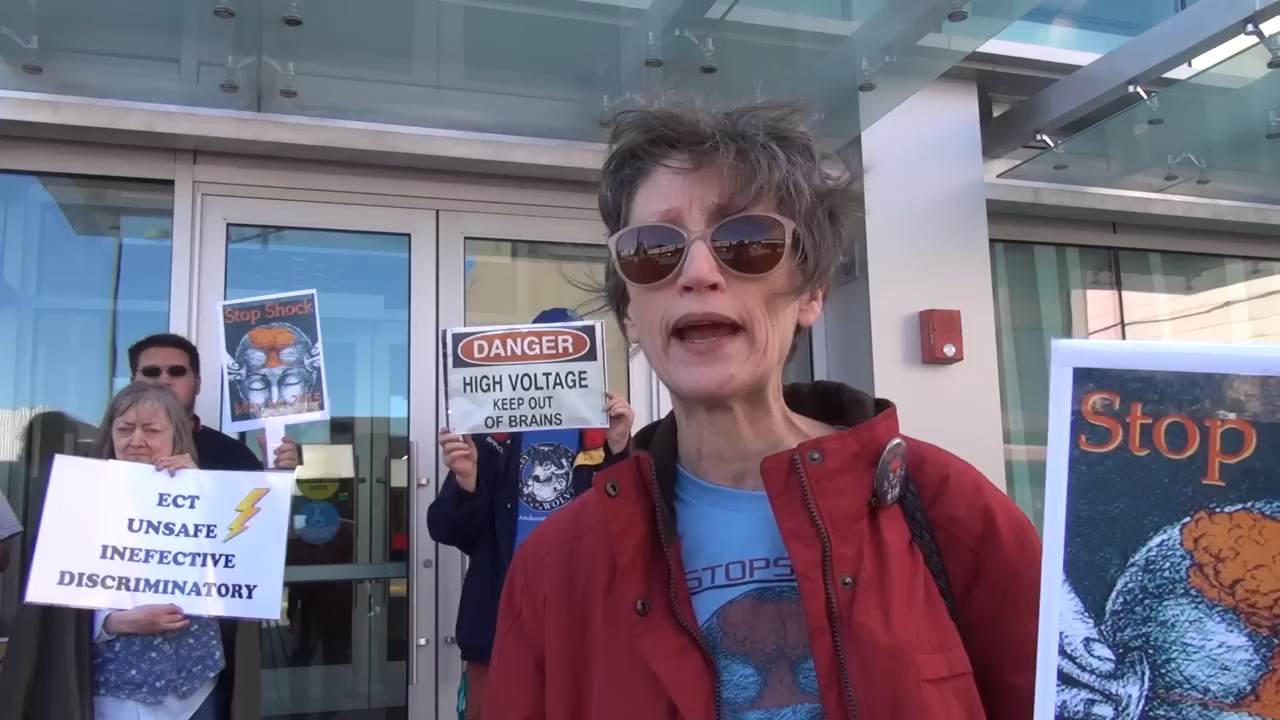 Stop Shock
DANGER
HIGH VOLTAGE
KEEP OUT
OF BRAINS
ECT
UNSAFE
INEFECTIVE
DISCRIMINATORY
STOPS
Stop